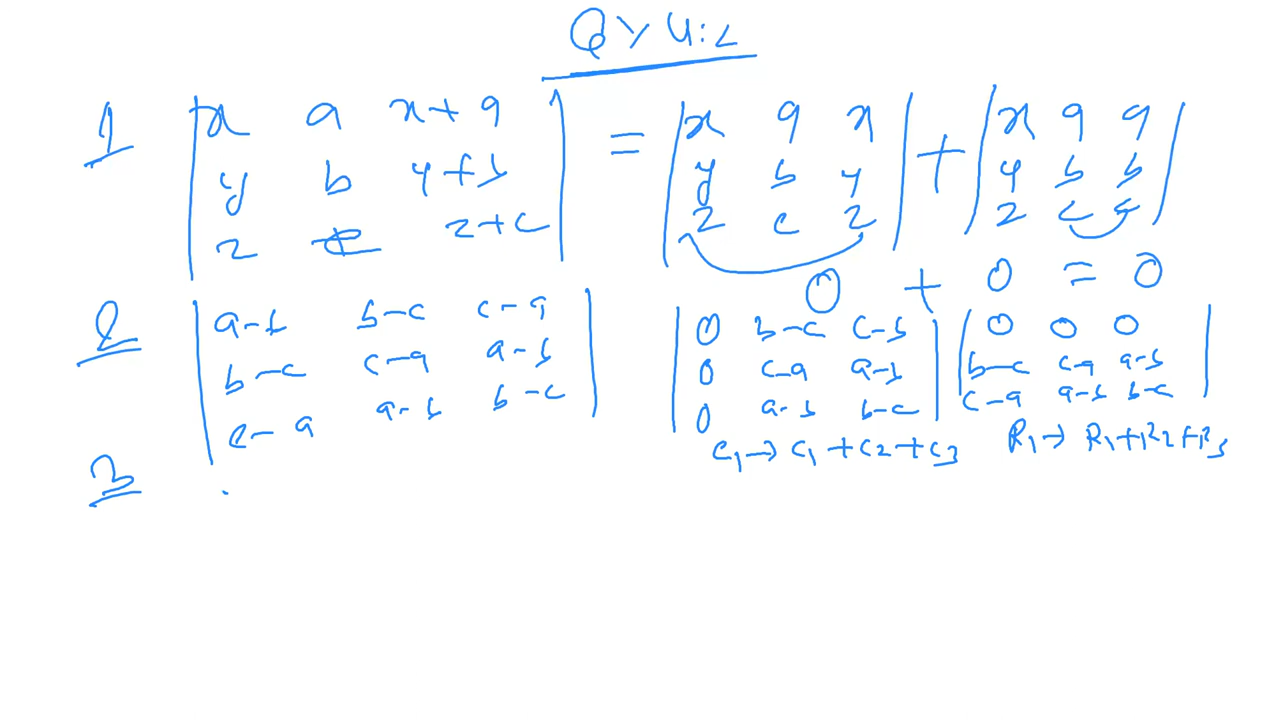 Q > 4:2
1 | x a x+a | = | x a x | + | x a a |
| y b y+b | | y b y | | y b b |
| z c z+c | | z c z | | z c c |
0 + 0 = 0
2 | a-b b-c c-a | | 0 b-c c-b | | 0 0 0 |
| b-c c-a a-b | | 0 c-a a-b | | b-c c-a a-b |
| c-a a-b b-c | | 0 a-b b-c | | c-a a-b b-c |
C1 → C1 + C2 + C3 R1 → R1 + R2 + R3
3